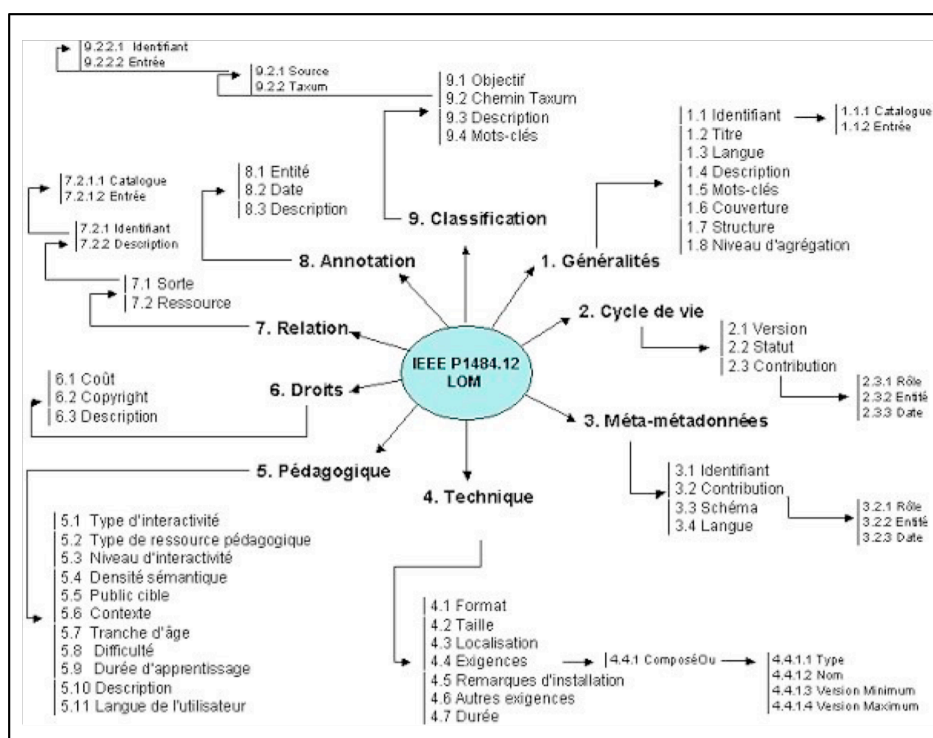 IEEE P1484.12
LOM
1. Généralités
1.1 Identifiant
1.2 Titre
1.3 Langue
1.4 Description
1.5 Mots-clés
1.6 Couverture
1.7 Structure
1.8 Niveau d'agrégation
1.1.1 Catalogue
1.1.2 Entrée
2. Cycle de vie
2.1 Version
2.2 Statut
2.3 Contribution
2.3.1 Rôle
2.3.2 Entité
2.3.3 Date
3. Méta-métadonnées
3.1 Identifiant
3.2 Contribution
3.3 Schéma
3.4 Langue
3.2.1 Rôle
3.2.2 Entité
3.2.3 Date
4. Technique
4.1 Format
4.2 Taille
4.3 Localisation
4.4 Exigences
4.5 Remarques d'installation
4.6 Autres exigences
4.7 Durée
4.4.1 ComposéOu
4.4.1.1 Type
4.4.1.2 Nom
4.4.1.3 Version Minimum
4.4.1.4 Version Maximum
5. Pédagogique
5.1 Type d'interactivité
5.2 Type de ressource pédagogique
5.3 Niveau d'interactivité
5.4 Densité sémantique
5.5 Public cible
5.6 Contexte
5.7 Tranche d'âge
5.8 Difficulté
5.9 Durée d'apprentissage
5.10 Description
5.11 Langue de l'utilisateur
6. Droits
6.1 Coût
6.2 Copyright
6.3 Description
7. Relation
7.1 Sorte
7.2 Ressource
7.2.1 Identifiant
7.2.2 Description
7.2.1.1 Catalogue
7.2.1.2 Entrée
8. Annotation
8.1 Entité
8.2 Date
8.3 Description
9. Classification
9.1 Objectif
9.2 Chemin Taxum
9.3 Description
9.4 Mots-clés
9.2.1 Source
9.2.2 Taxum
9.2.2.1 Identifiant
9.2.2.2 Entrée